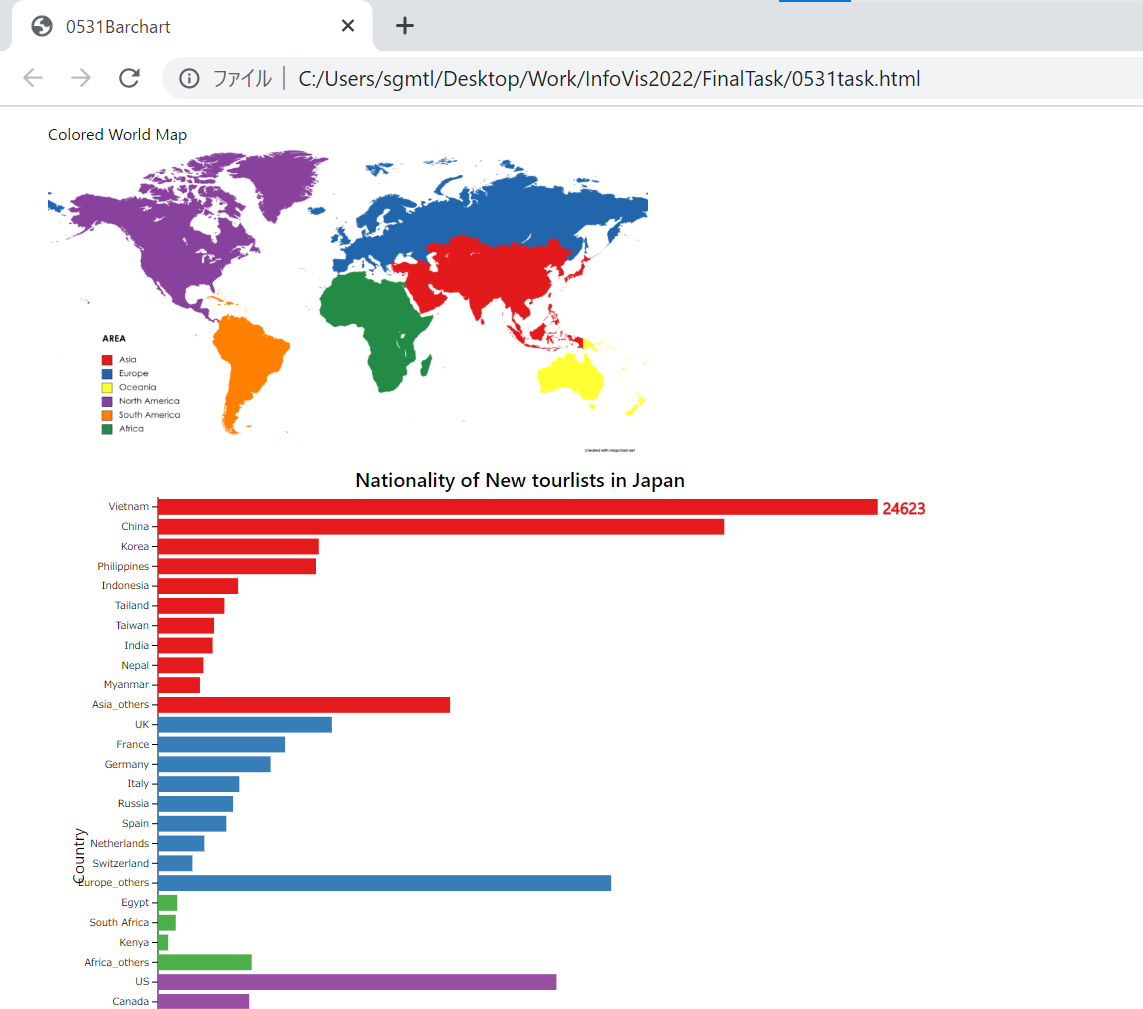 0531Barchart
ファイル C:/Users/sgmtl/Desktop/Work/InfoVis2022/FinalTask/0531task.html
Colored World Map
AREA
Asia
Europe
Oceania
North America
South America
Africa
Created with mapchart.net
Nationality of New tourlists in Japan
Vietnam 24623
China
Korea
Philippines
Indonesia
Tailand
Taiwan
India
Nepal
Myanmar
Asia_others
UK
France
Germany
Italy
Russia
Spain
Netherlands
Switzerland
Country
Europe_others
Egypt
South Africa
Kenya
Africa_others
US
Canada